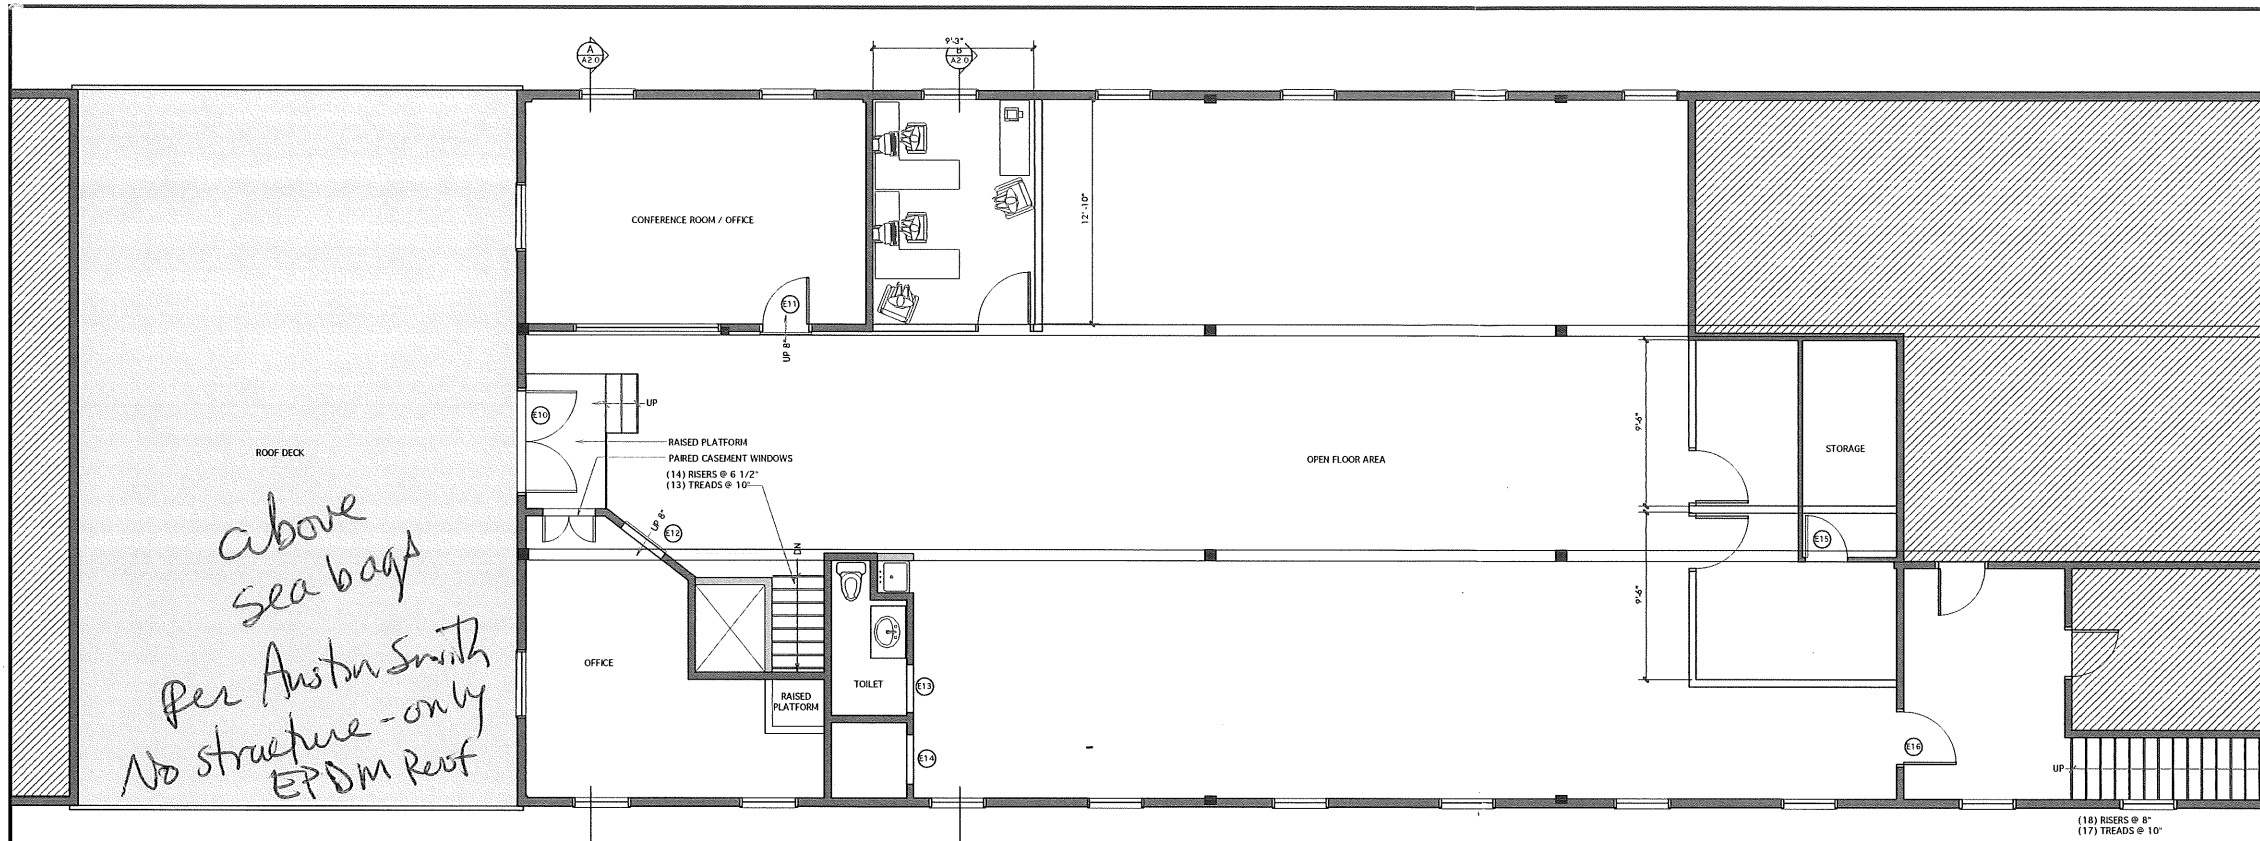 A
A2.0
9'-3"
B
A2.0
CONFERENCE ROOM / OFFICE
12'-10"
E11
UP 8"
E10
UP
RAISED PLATFORM
PAIRED CASEMENT WINDOWS
(14) RISERS @ 6 1/2"
(13) TREADS @ 10"
ROOF DECK
OPEN FLOOR AREA
9'-6"
STORAGE
above
sea bags
Per Austin Smith
No structure - only
EPDM Roof
UP 8"
E12
DN
E15
9'-6"
OFFICE
TOILET
E13
RAISED
PLATFORM
E14
E16
UP
(18) RISERS @ 8"
(17) TREADS @ 10"